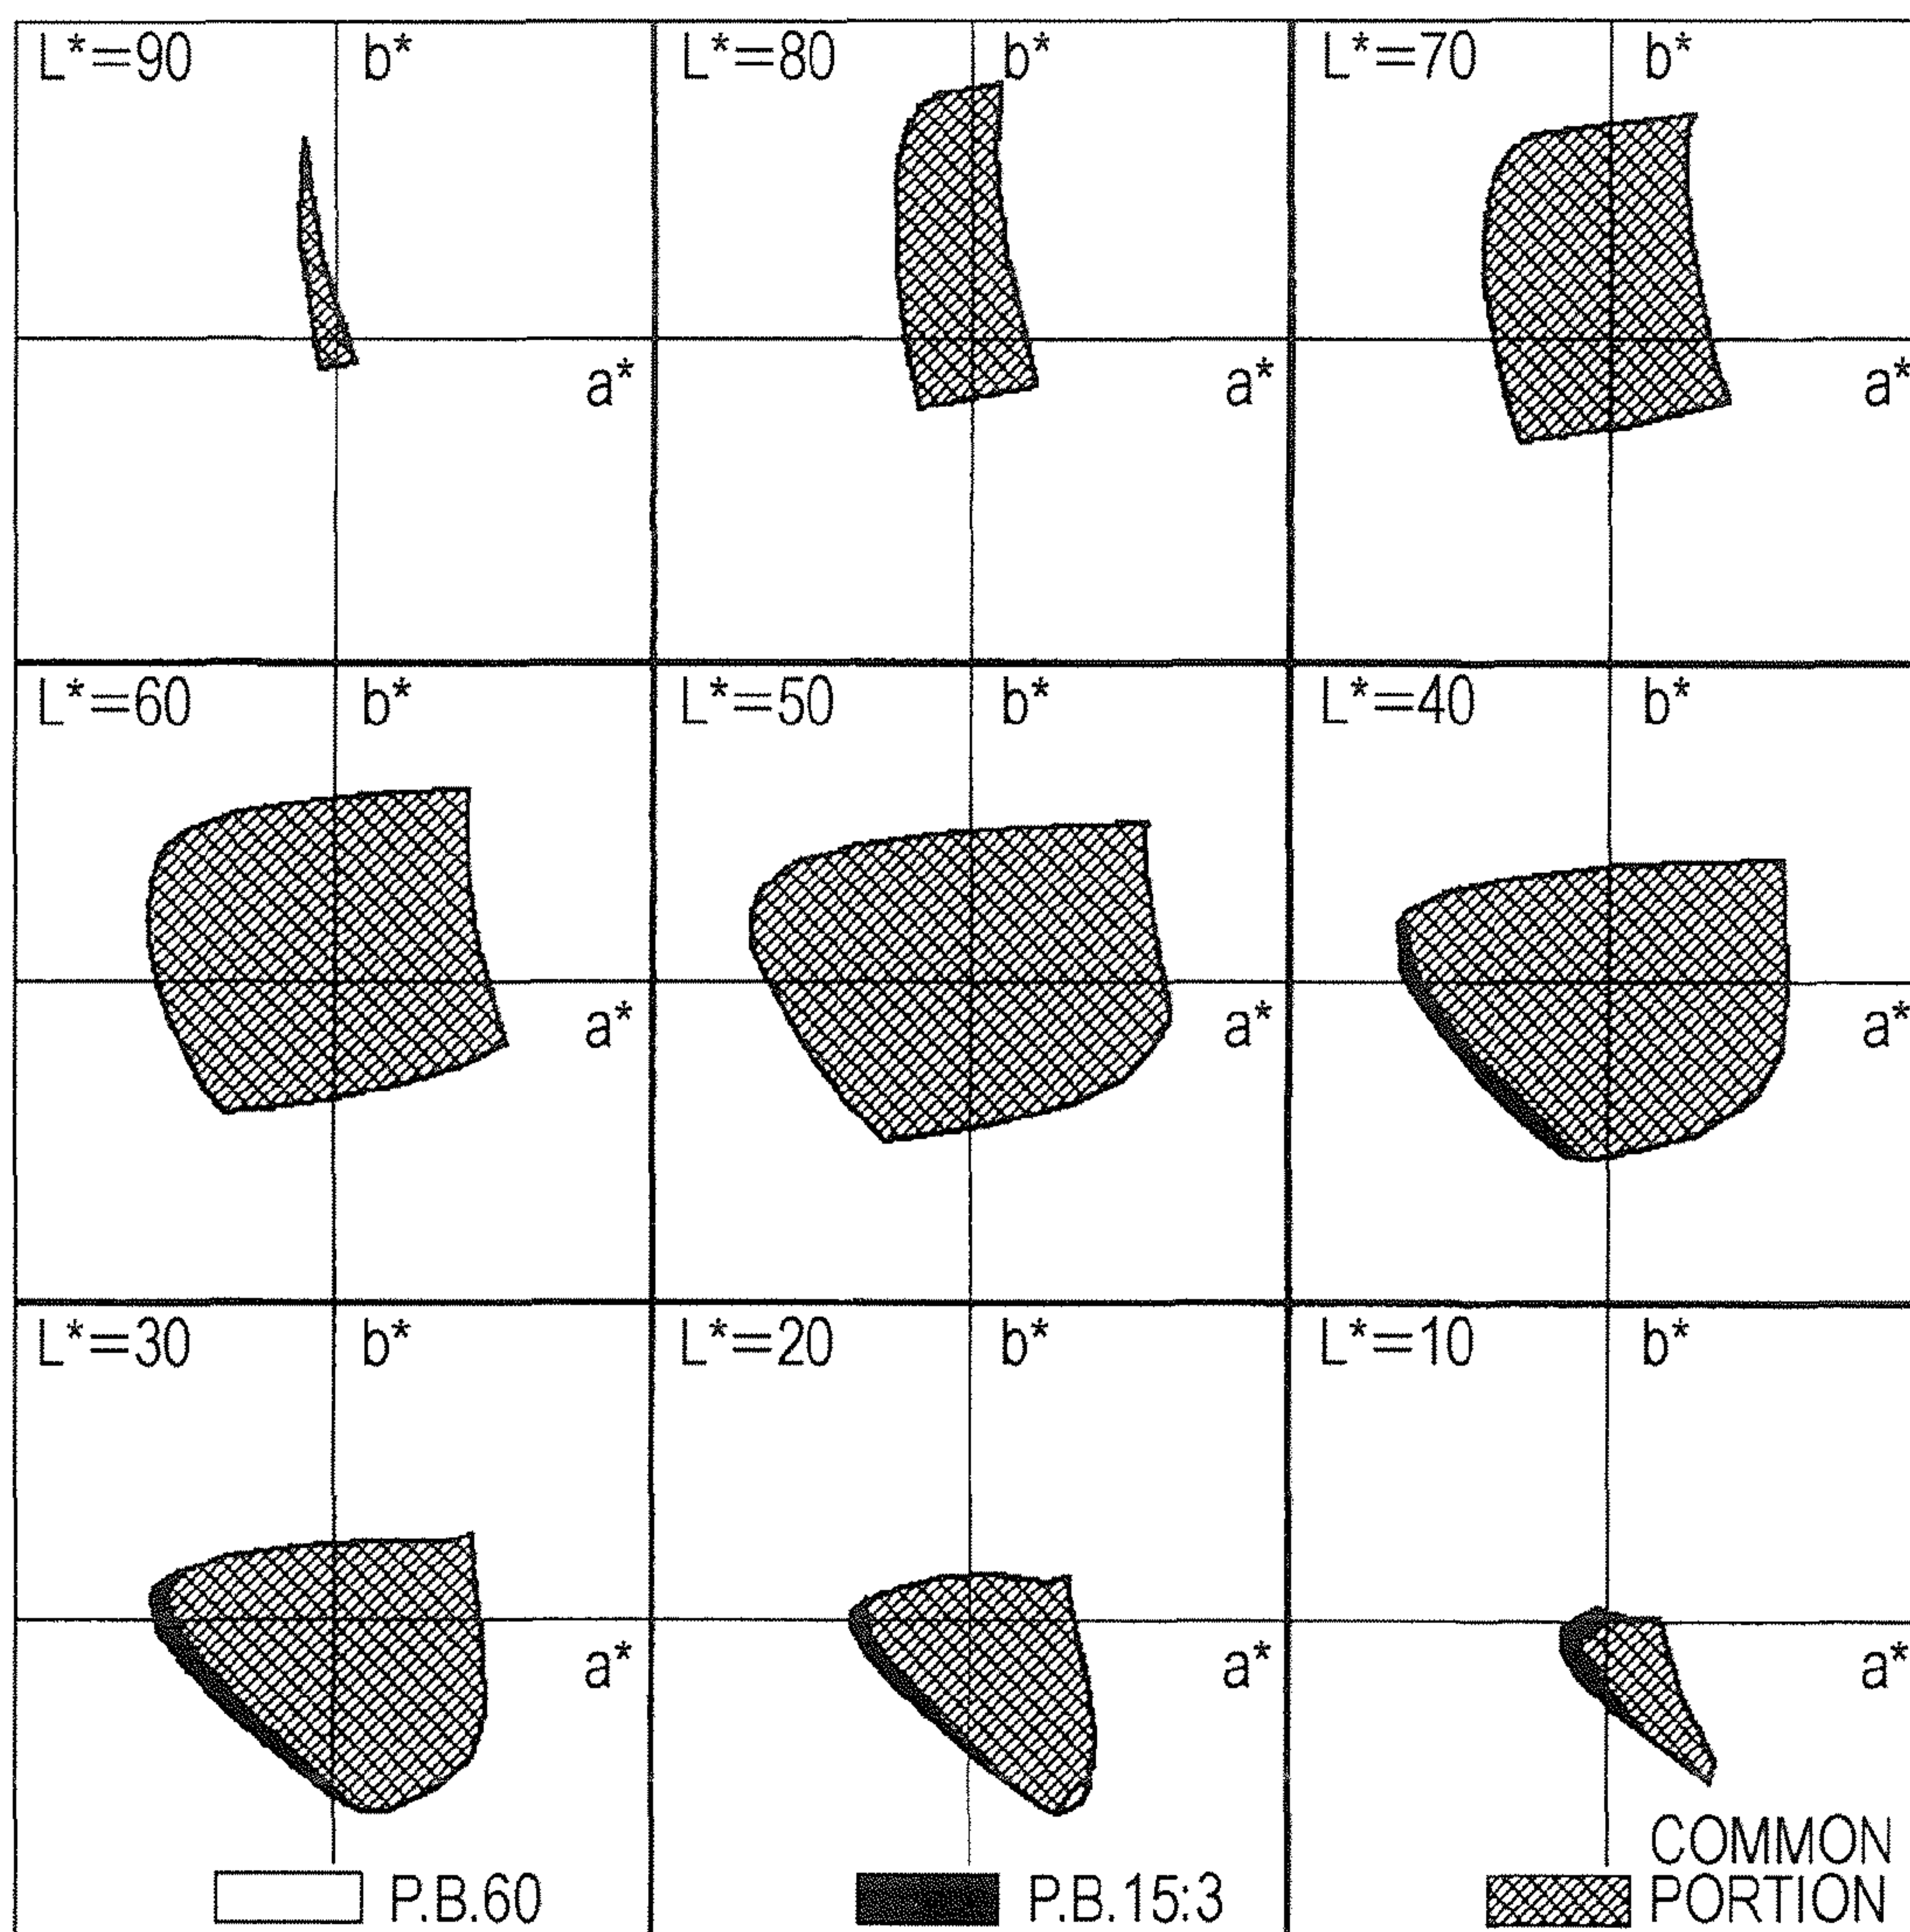 L*=90 b*
a*
L*=80 b*
a*
L*=70 b*
a*
L*=60 b*
a*
L*=50 b*
a*
L*=40 b*
a*
L*=30 b*
a*
L*=20 b*
a*
L*=10 b*
a*
P.B.60
P.B.15:3
COMMON
PORTION